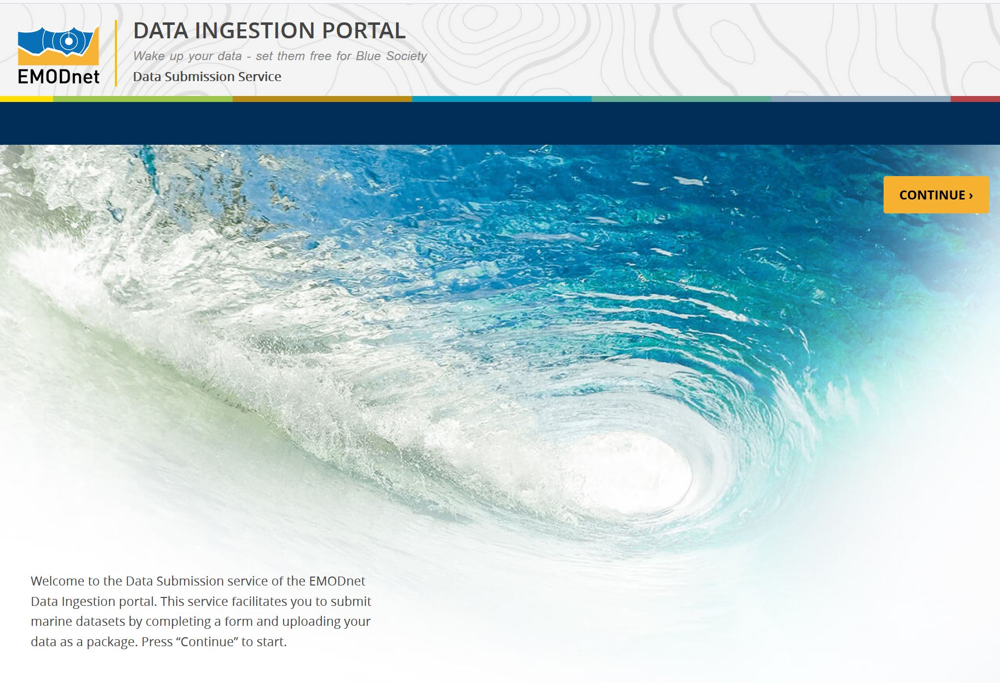 DATA INGESTION PORTAL
Wake up your data - set them free for Blue Society
EMODnet
Data Submission Service
CONTINUE ›
Welcome to the Data Submission service of the EMODnet
Data Ingestion portal. This service facilitates you to submit
marine datasets by completing a form and uploading your
data as a package. Press “Continue” to start.